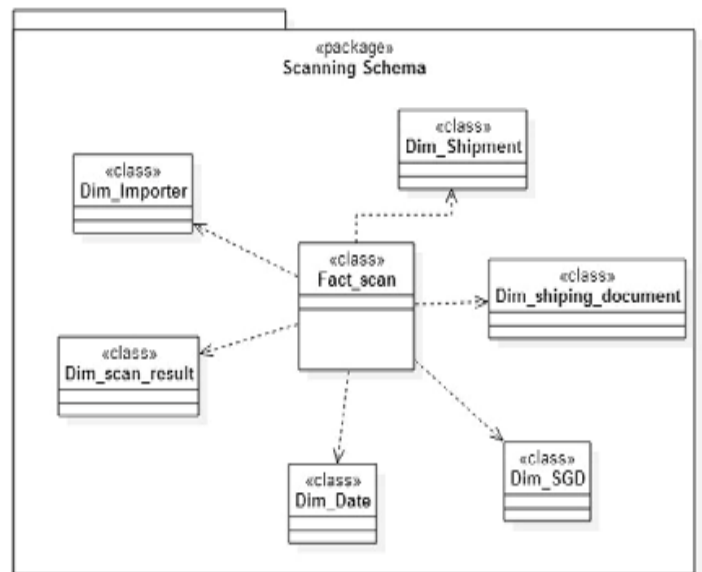 «package»
Scanning Schema
«class»
Dim_Shipment
«class»
Dim_Importer
«class»
Fact_scan
«class»
Dim_shiping_document
«class»
Dim_scan_result
«class»
Dim_SGD
«class»
Dim_Date